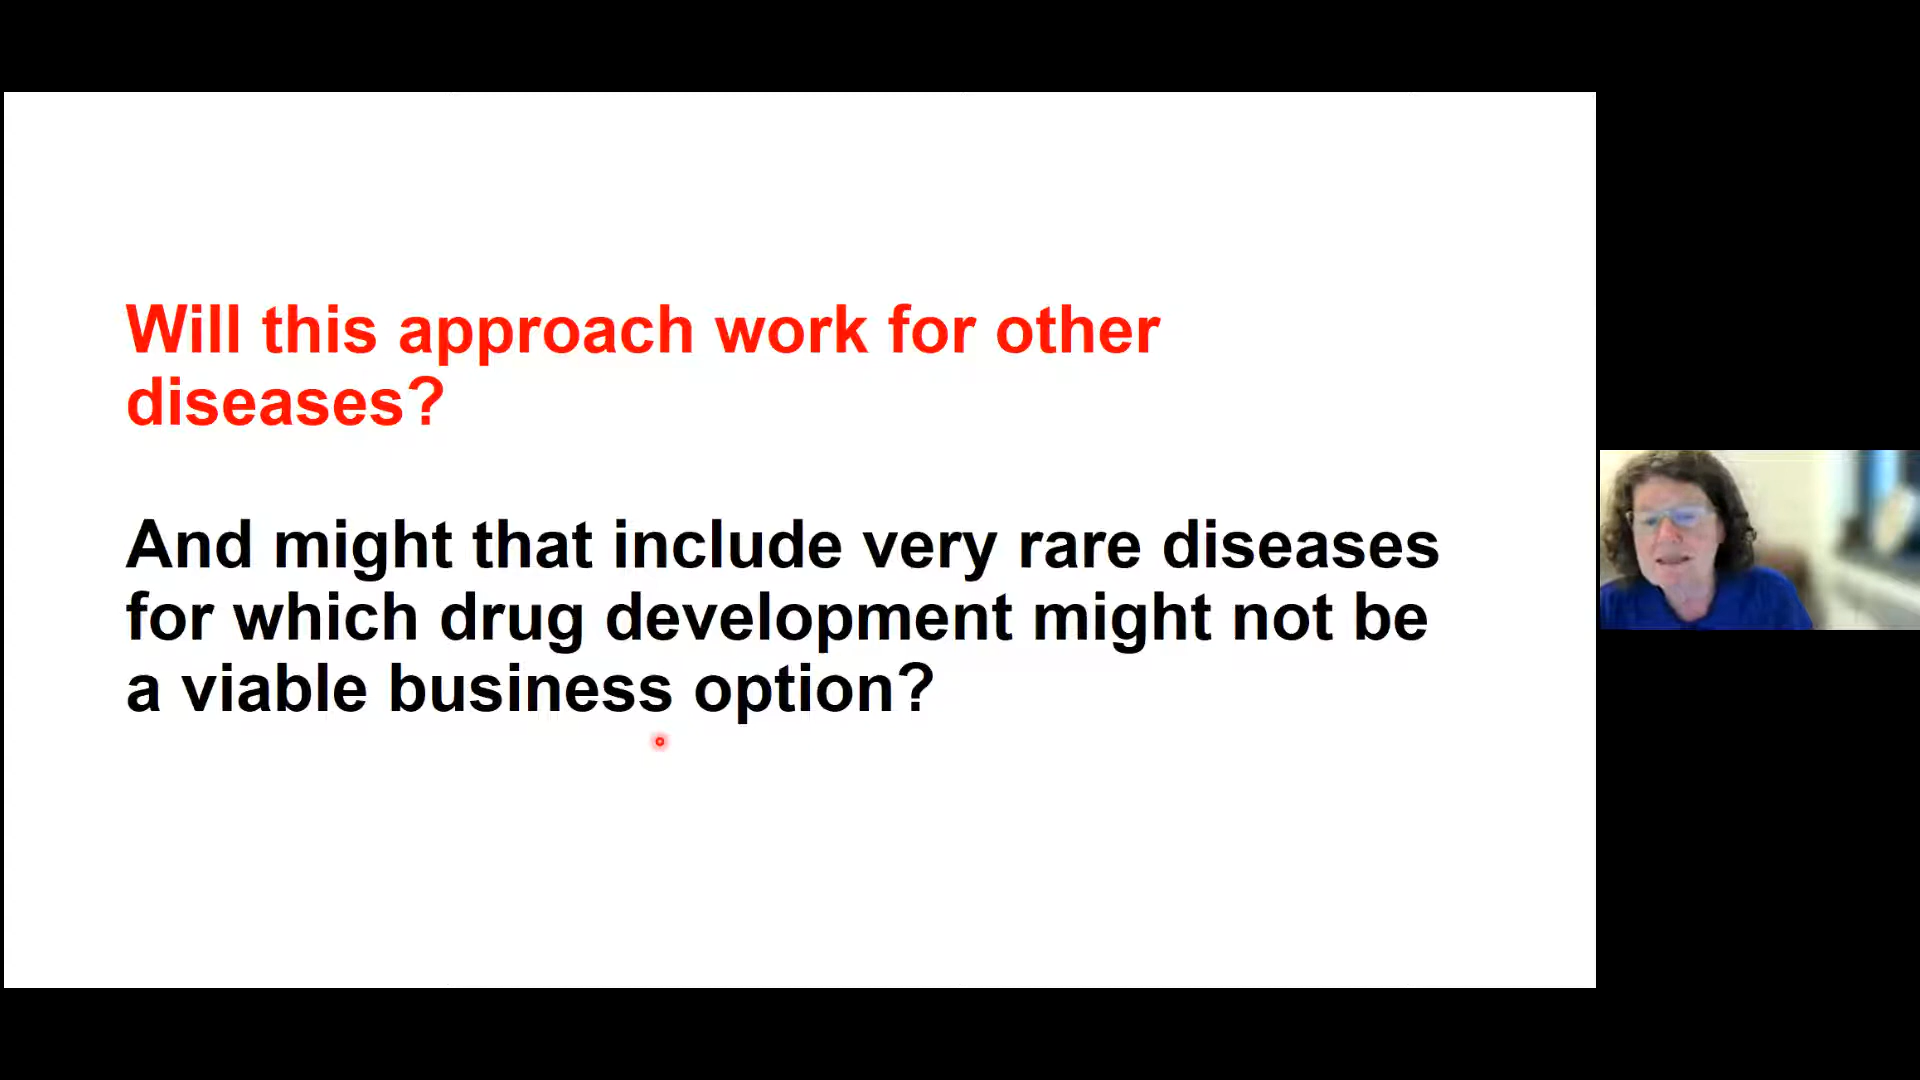 Will this approach work for other
diseases?
And might that include very rare diseases
for which drug development might not be
a viable business option?